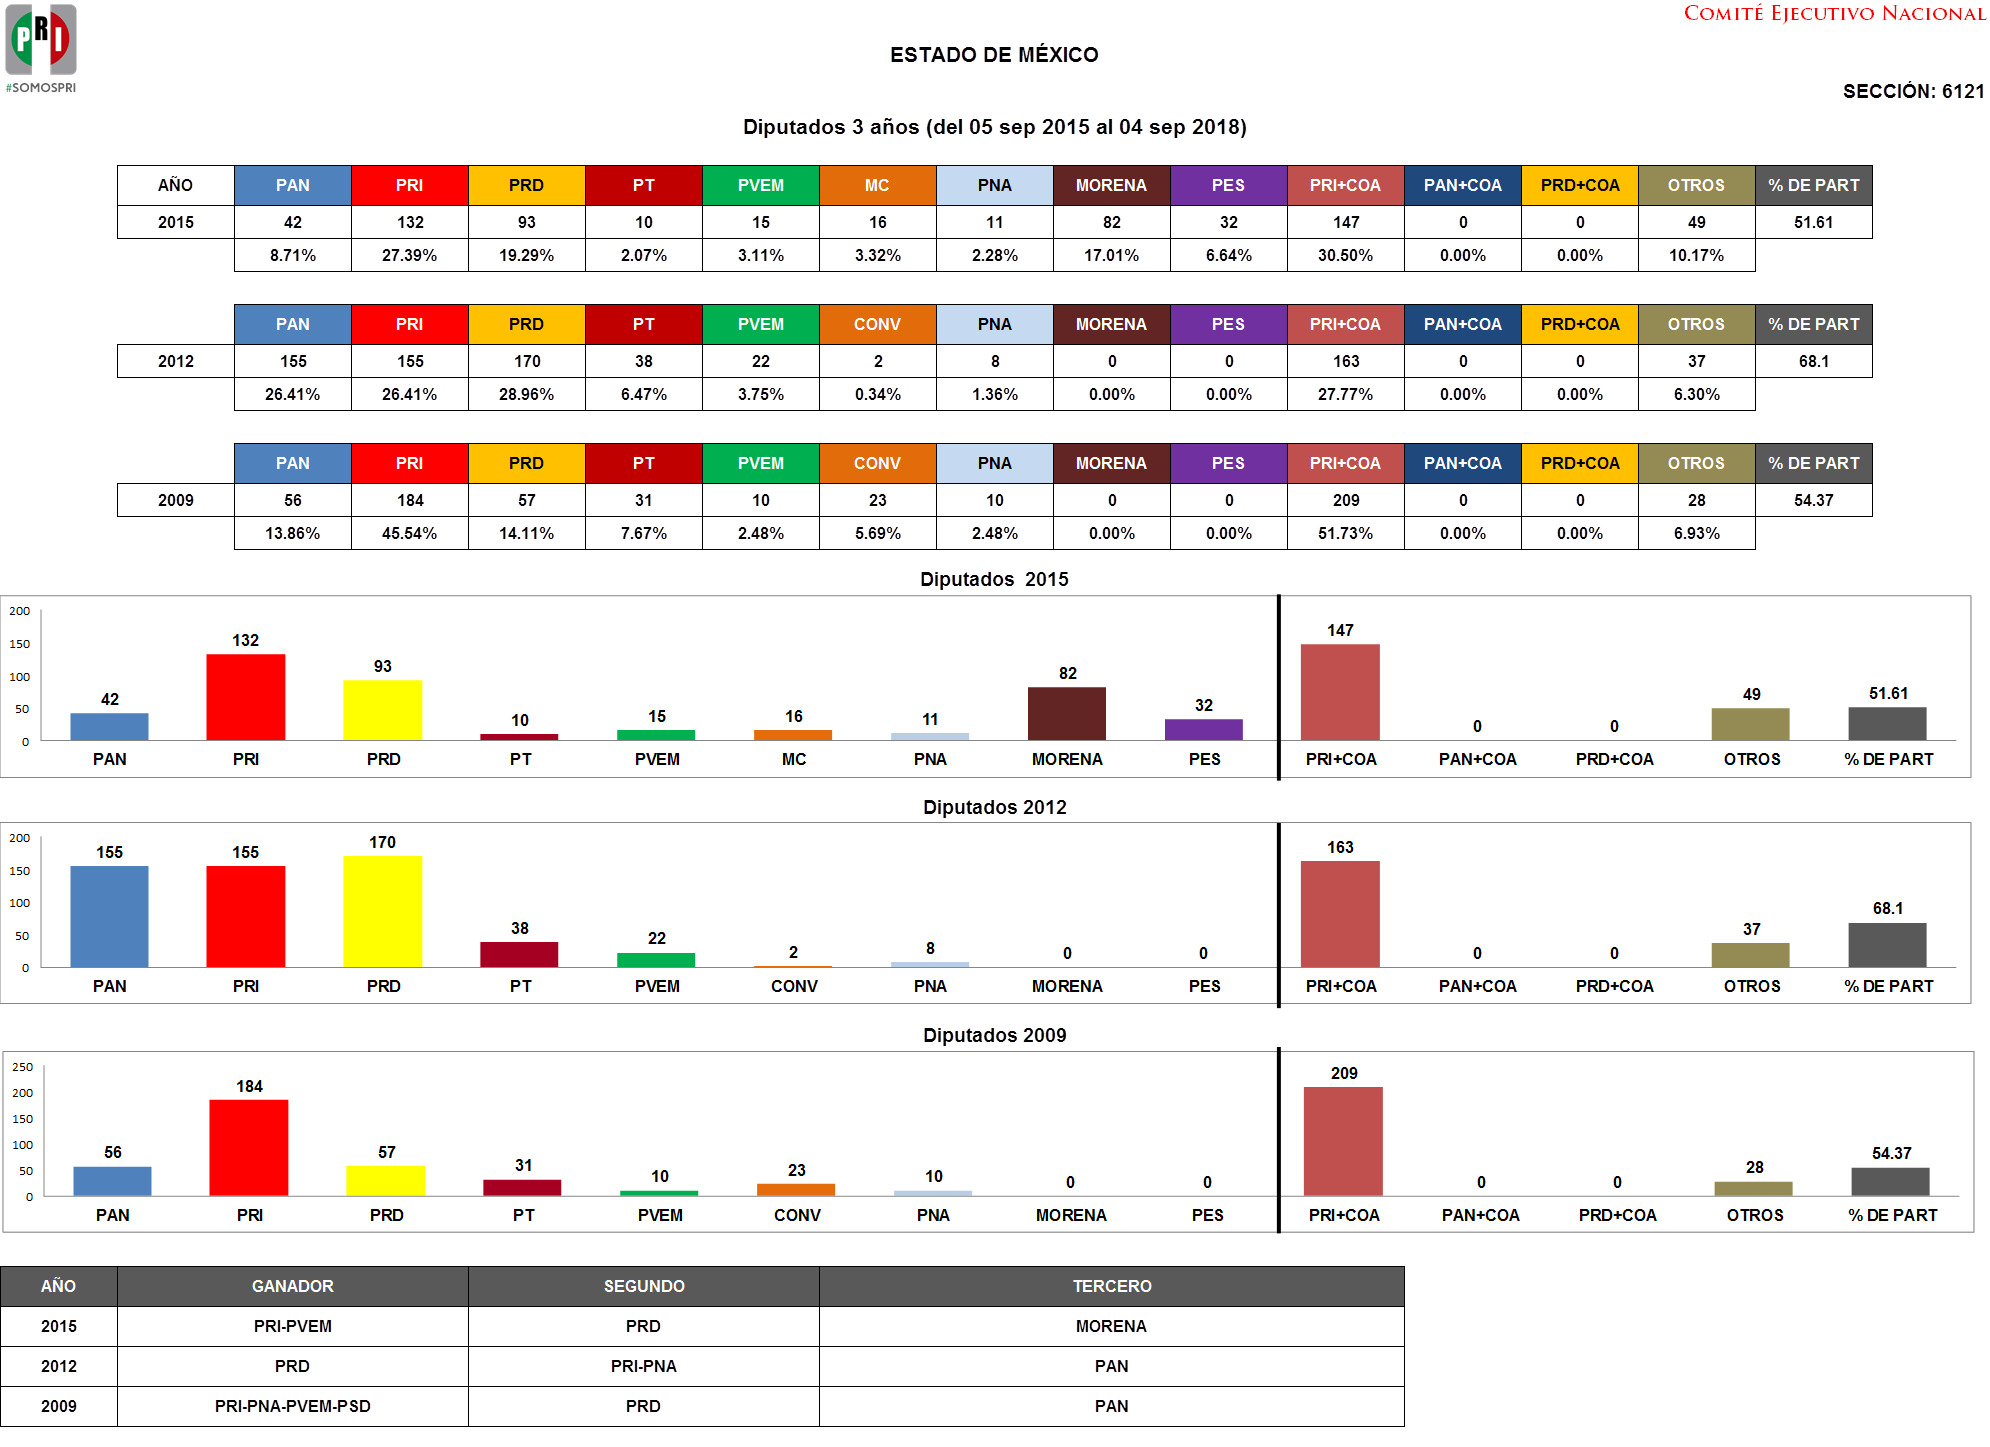 PRI
#SOMOSPRI
COMITÉ EJECUTIVO NACIONAL
ESTADO DE MÉXICO
SECCIÓN: 6121
Diputados 3 años (del 05 sep 2015 al 04 sep 2018)
AÑO PAN PRI PRD PT PVEM MC PNA MORENA PES PRI+COA PAN+COA PRD+COA OTROS % DE PART
2015 42 132 93 10 15 16 11 82 32 147 0 0 49 51.61
8.71% 27.39% 19.29% 2.07% 3.11% 3.32% 2.28% 17.01% 6.64% 30.50% 0.00% 0.00% 10.17%
PAN PRI PRD PT PVEM CONV PNA MORENA PES PRI+COA PAN+COA PRD+COA OTROS % DE PART
2012 155 155 170 38 22 2 8 0 0 163 0 0 37 68.1
26.41% 26.41% 28.96% 6.47% 3.75% 0.34% 1.36% 0.00% 0.00% 27.77% 0.00% 0.00% 6.30%
PAN PRI PRD PT PVEM CONV PNA MORENA PES PRI+COA PAN+COA PRD+COA OTROS % DE PART
2009 56 184 57 31 10 23 10 0 0 209 0 0 28 54.37
13.86% 45.54% 14.11% 7.67% 2.48% 5.69% 2.48% 0.00% 0.00% 51.73% 0.00% 0.00% 6.93%
Diputados 2015
200
150
100
50
0
42 132 93 10 15 16 11 82 32 147 0 0 49 51.61
PAN PRI PRD PT PVEM MC PNA MORENA PES PRI+COA PAN+COA PRD+COA OTROS % DE PART
Diputados 2012
200
150
100
50
0
155 155 170 38 22 2 8 0 0 163 0 0 37 68.1
PAN PRI PRD PT PVEM CONV PNA MORENA PES PRI+COA PAN+COA PRD+COA OTROS % DE PART
Diputados 2009
250
200
150
100
50
0
56 184 57 31 10 23 10 0 0 209 0 0 28 54.37
PAN PRI PRD PT PVEM CONV PNA MORENA PES PRI+COA PAN+COA PRD+COA OTROS % DE PART
AÑO GANADOR SEGUNDO TERCERO
2015 PRI-PVEM PRD MORENA
2012 PRD PRI-PNA PAN
2009 PRI-PNA-PVEM-PSD PRD PAN